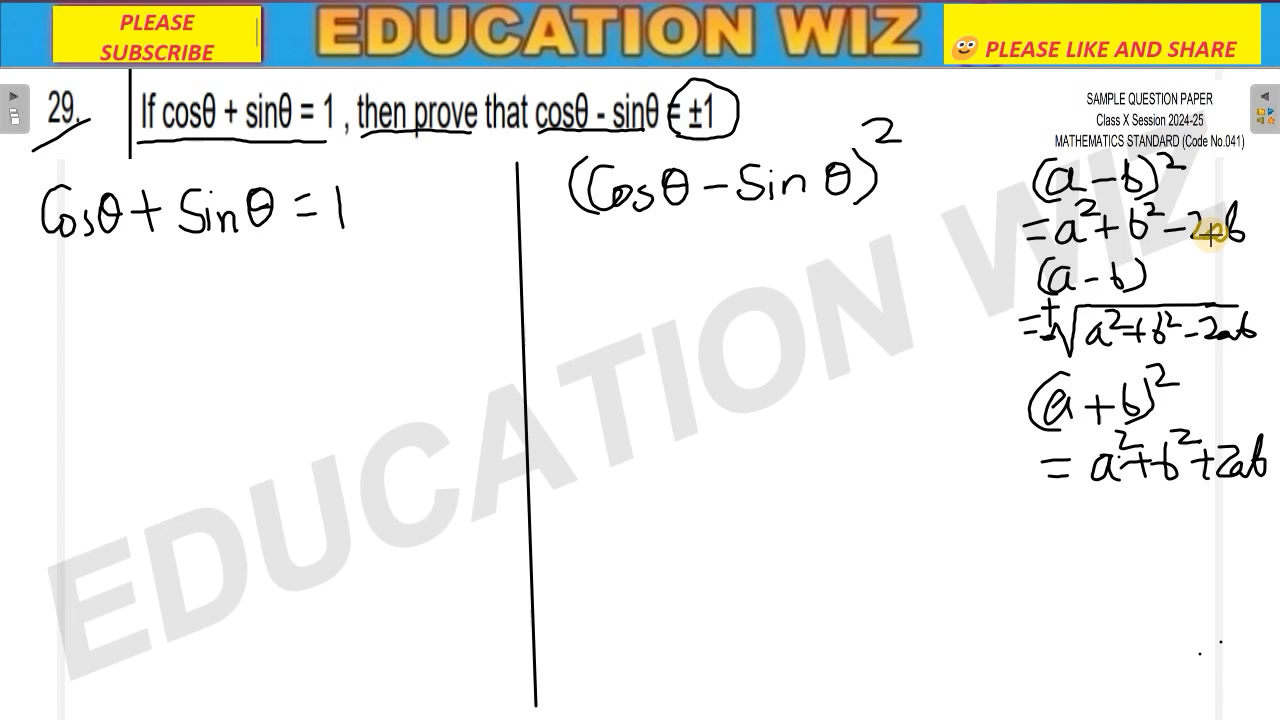 PLEASE
SUBSCRIBE
EDUCATION WIZ
PLEASE LIKE AND SHARE
29.
If cosθ + sinθ = 1 , then prove that cosθ - sinθ = ±1
SAMPLE QUESTION PAPER
Class X Session 2024-25
MATHEMATICS STANDARD (Code No.041)
Cosθ + Sinθ = 1
(Cosθ - Sin θ)²
(a - b)²
= a² + b² - 2ab
(a - b)
= ±√a² + b² - 2ab
(a + b)²
= a² + b² + 2ab
EDUCATION WIZ